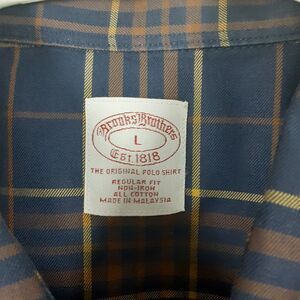 Brooks Brothers
L
Est. 1818
THE ORIGINAL POLO SHIRT
REGULAR FIT
NON-IRON
ALL COTTON
MADE IN MALAYSIA